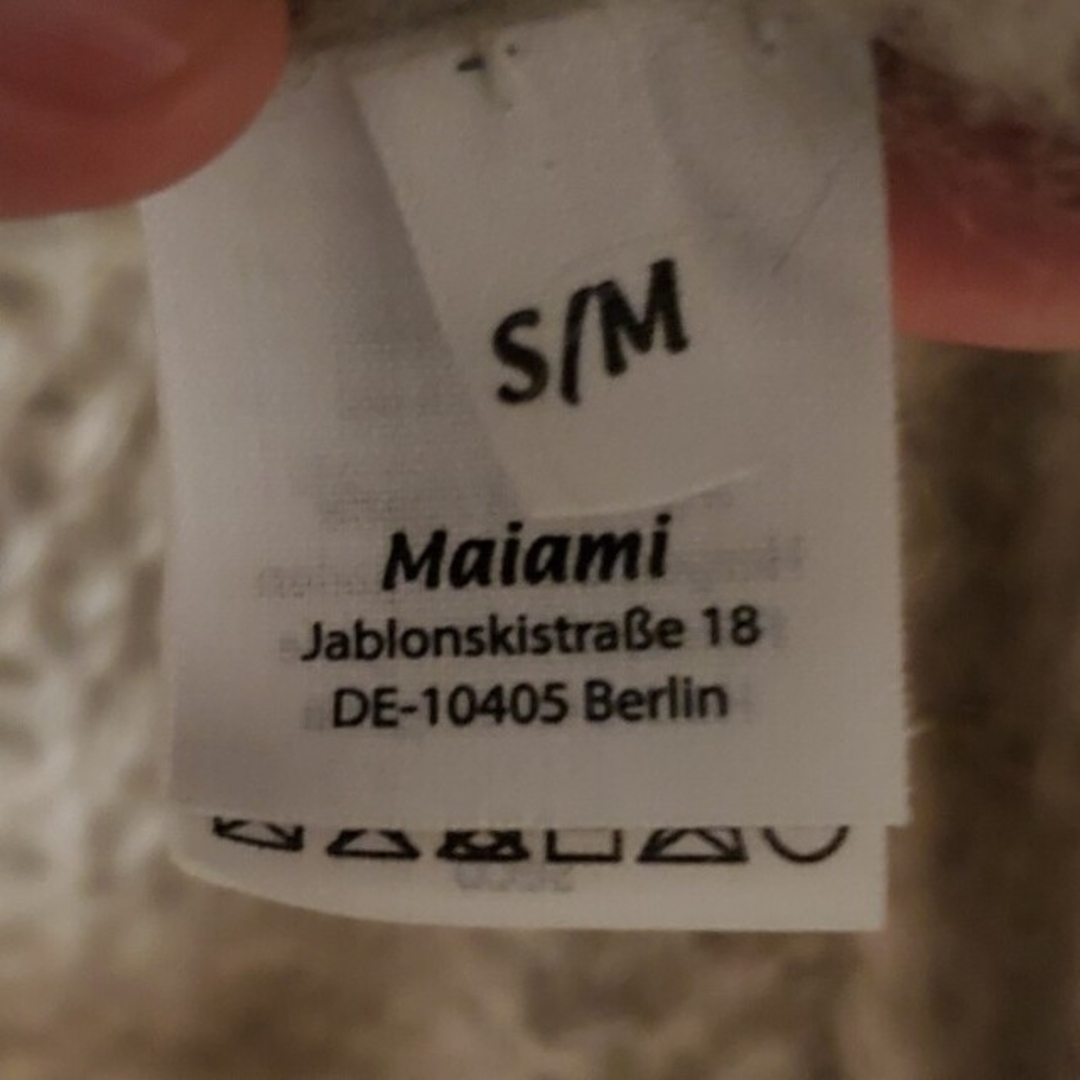 S/M
Maiami
Jablonskistraße 18
DE-10405 Berlin